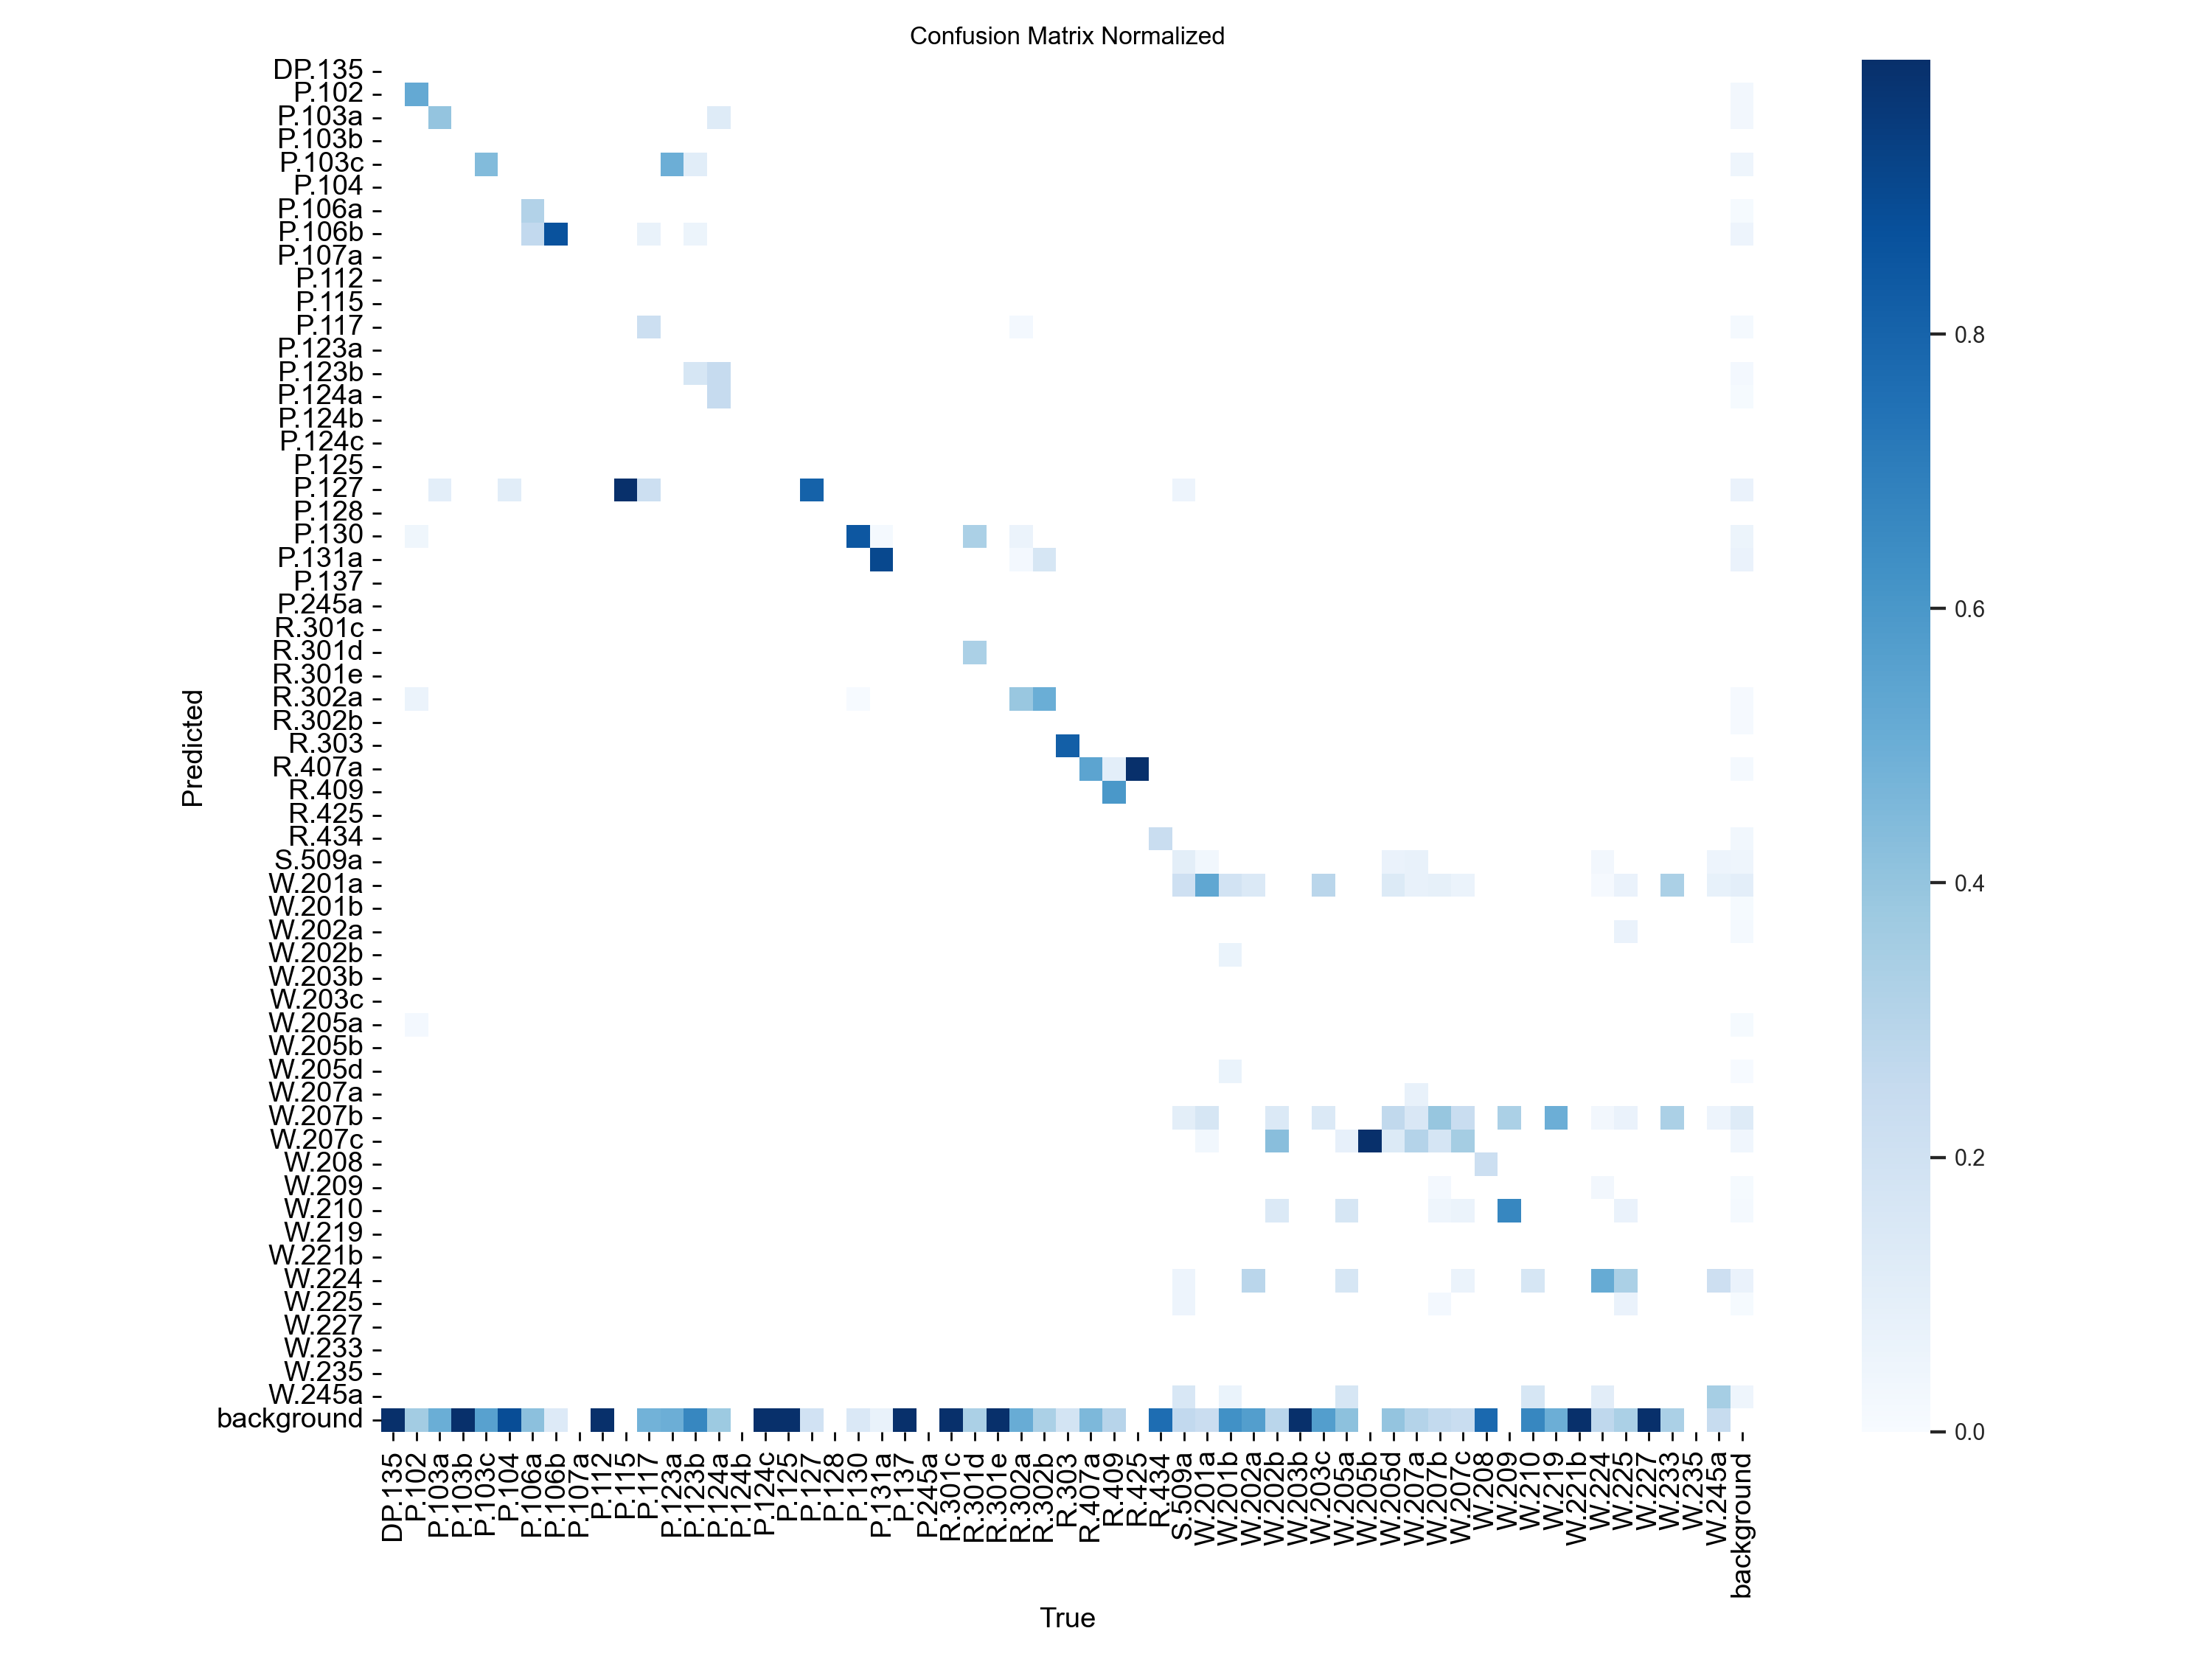 Confusion Matrix Normalized
DP.135
P.102
P.103a
P.103b
P.103c
P.104
P.106a
P.106b
P.107a
P.112
P.115
P.117
P.123a
P.123b
P.124a
P.124b
P.124c
P.125
P.127
P.128
P.130
P.131a
P.137
P.245a
R.301c
R.301d
R.301e
R.302a
R.302b
R.303
R.407a
R.409
R.425
R.434
S.509a
W.201a
W.201b
W.202a
W.202b
W.203b
W.203c
W.205a
W.205b
W.205d
W.207a
W.207b
W.207c
W.208
W.209
W.210
W.219
W.221b
W.224
W.225
W.227
W.233
W.235
W.245a
background
Predicted
DP.135
P.102
P.103a
P.103b
P.103c
P.104
P.106a
P.106b
P.107a
P.112
P.115
P.117
P.123a
P.123b
P.124a
P.124b
P.124c
P.125
P.127
P.128
P.130
P.131a
P.137
P.245a
R.301c
R.301d
R.301e
R.302a
R.302b
R.303
R.407a
R.409
R.425
R.434
S.509a
W.201a
W.201b
W.202a
W.202b
W.203b
W.203c
W.205a
W.205b
W.205d
W.207a
W.207b
W.207c
W.208
W.209
W.210
W.219
W.221b
W.224
W.225
W.227
W.233
W.235
W.245a
background
True
0.8
0.6
0.4
0.2
0.0